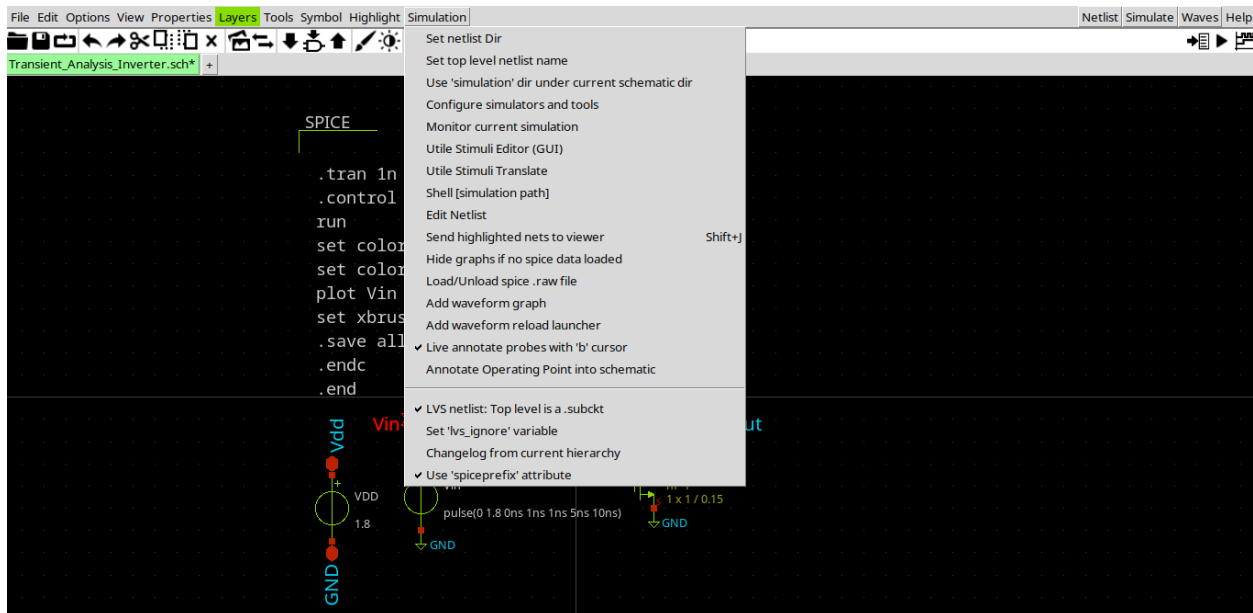 File Edit Options View Properties Layers Tools Symbol Highlight Simulation Netlist Simulate Waves Help
Transient_Analysis_Inverter.sch* +
Set netlist Dir
Set top level netlist name
Use 'simulation' dir under current schematic dir
Configure simulators and tools
Monitor current simulation
Utile Stimuli Editor (GUI)
Utile Stimuli Translate
Shell [simulation path]
Edit Netlist
Send highlighted nets to viewer Shift+J
Hide graphs if no spice data loaded
Load/Unload spice .raw file
Add waveform graph
Add waveform reload launcher
Live annotate probes with 'b' cursor
Annotate Operating Point into schematic
LVS netlist: Top level is a .subckt
Set 'lvs_ignore' variable
Changelog from current hierarchy
Use 'spiceprefix' attribute
SPICE
.tran 1n
.control
run
set color
set color
plot Vin
set xbrus
.save all
.endc
.end
Vdd
Vin
ut
VDD
1.8
GND
pulse(0 1.8 0ns 1ns 1ns 5ns 10ns)
GND
s
1 x 1 / 0.15
GND